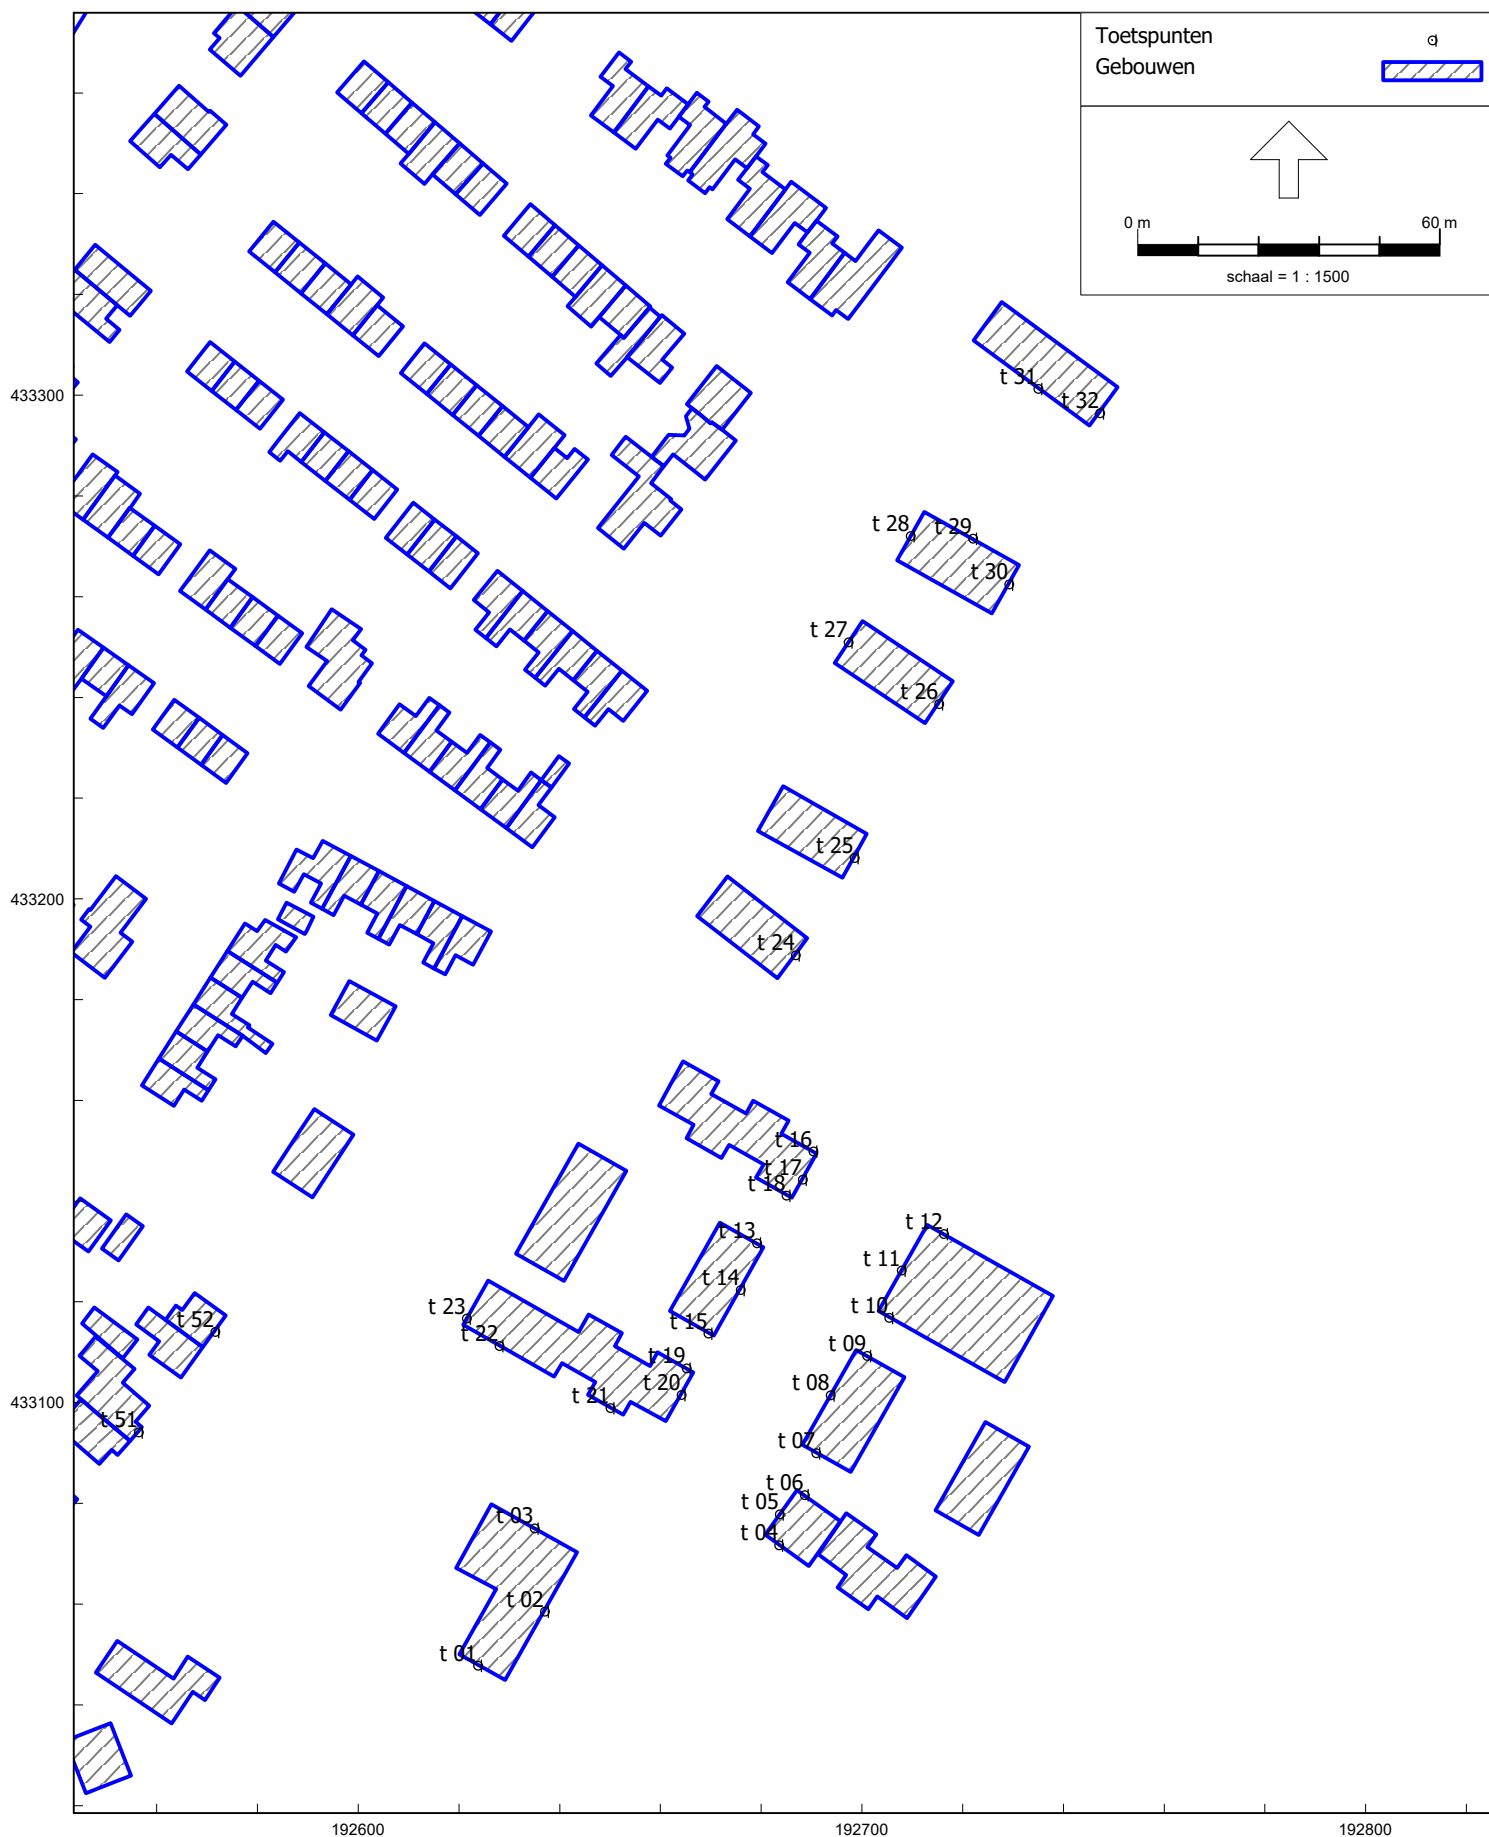 Toetspunten
Gebouwen
0 m 60 m
schaal = 1 : 1500
t 31
t 32
433300
t 28
t 29
t 30
t 27
t 26
t 25
433200
t 24
t 16
t 17
t 18
t 12
t 13
t 11
t 14
t 10
t 23
t 52
t 15
t 22
t 09
t 19
t 08
t 20
t 21
433100
t 51
t 07
t 06
t 05
t 03
t 04
t 02
t 01
192600 192700 192800